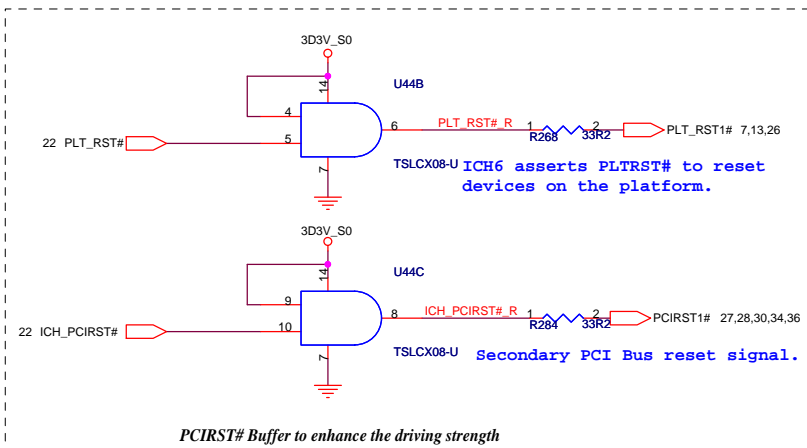 3D3V_S0
14
U44B
4
PLT_RST#_R
6
1
2
22 PLT_RST#
5
PLT_RST1# 7,13,26
R268
33R2
7
TSLCX08-U
ICH6 asserts PLTRST# to reset
devices on the platform.
3D3V_S0
14
U44C
9
ICH_PCIRST#_R
8
1
2
22 ICH_PCIRST#
10
PCIRST1# 27,28,30,34,36
R284
33R2
7
TSLCX08-U
Secondary PCI Bus reset signal.
PCIRST# Buffer to enhance the driving strength